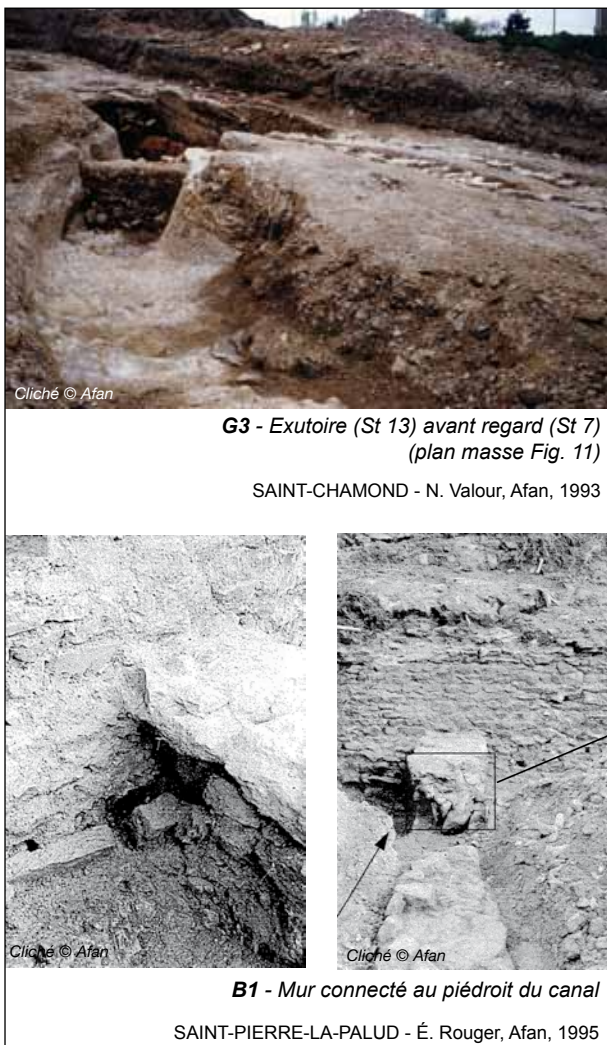 Cliché © Afan
G3 - Exutoire (St 13) avant regard (St 7)
(plan masse Fig. 11)
SAINT-CHAMOND - N. Valour, Afan, 1993
Cliché © Afan
Cliché © Afan
B1 - Mur connecté au piédroit du canal
SAINT-PIERRE-LA-PALUD - É. Rouger, Afan, 1995